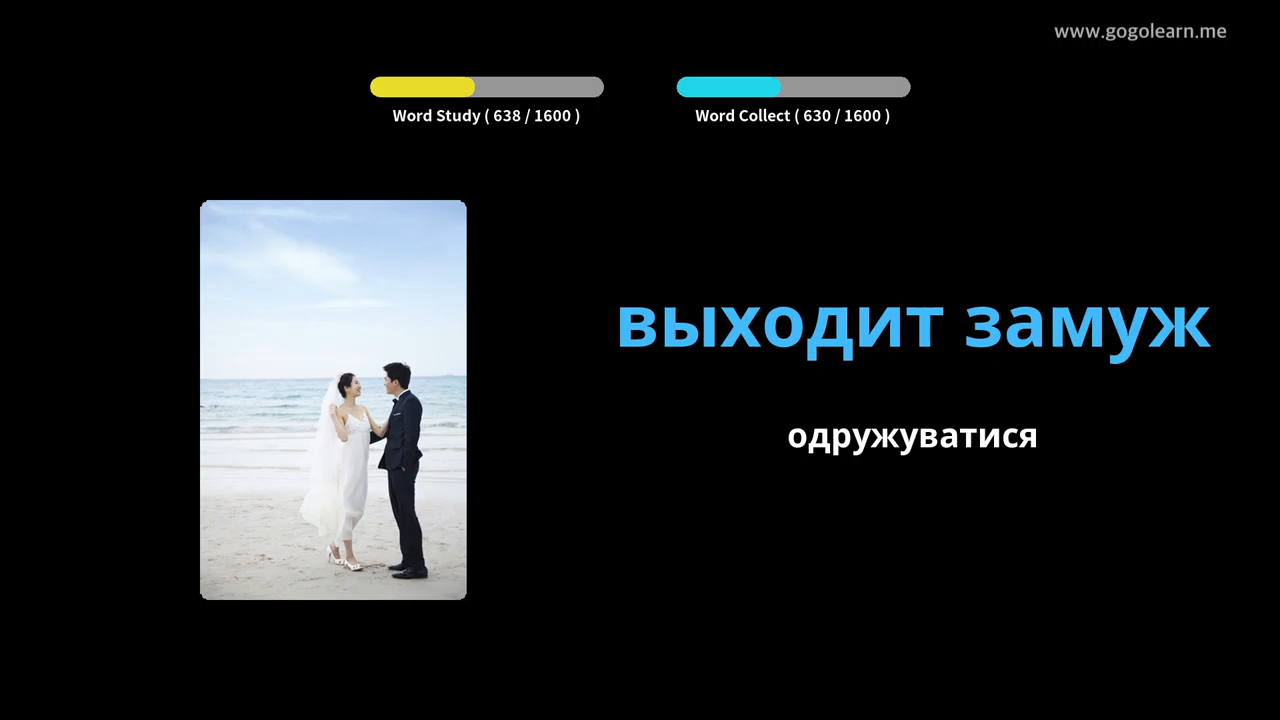 www.gogolearn.me
Word Study ( 638 / 1600 )
Word Collect ( 630 / 1600 )
выходит замуж
одружуватися